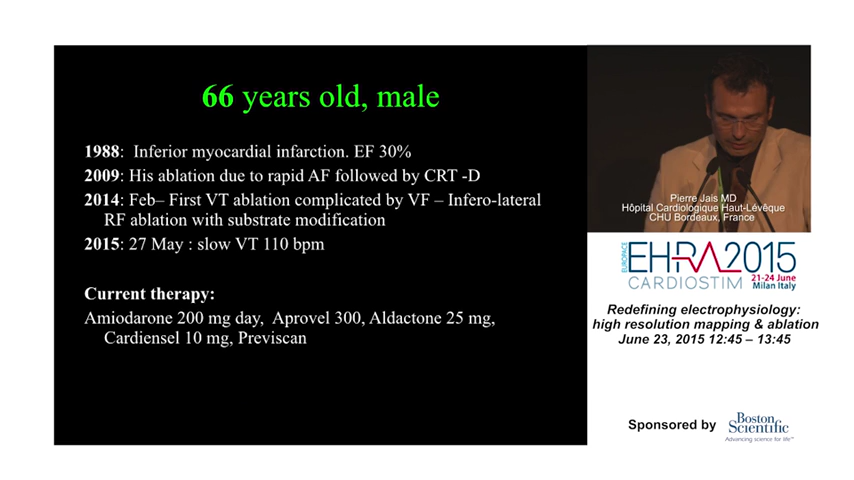 66 years old, male
1988: Inferior myocardial infarction. EF 30%
2009: His ablation due to rapid AF followed by CRT -D
2014: Feb– First VT ablation complicated by VF – Infero-lateral
RF ablation with substrate modification
2015: 27 May : slow VT 110 bpm
Current therapy:
Amiodarone 200 mg day, Aprovel 300, Aldactone 25 mg,
Cardiensel 10 mg, Previscan
Pierre Jais MD
Hôpital Cardiologique Haut-Lévêque
CHU Bordeaux, France
EUROPACE
EHRA2015
CARDIOSTIM
21-24 June
Milan Italy
Redefining electrophysiology:
high resolution mapping & ablation
June 23, 2015 12:45 – 13:45
Sponsored by
Boston
Scientific
Advancing science for life™